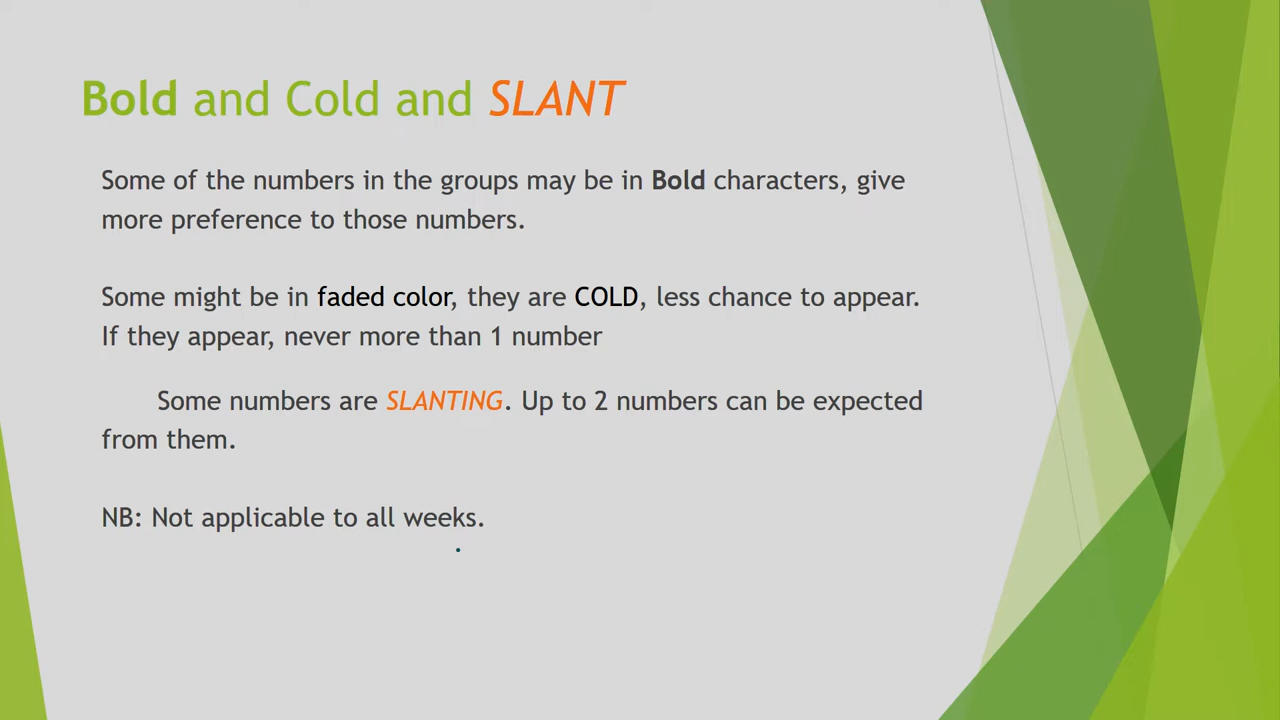 Bold and Cold and SLANT
Some of the numbers in the groups may be in Bold characters, give
more preference to those numbers.
Some might be in faded color, they are COLD, less chance to appear.
If they appear, never more than 1 number
Some numbers are SLANTING. Up to 2 numbers can be expected
from them.
NB: Not applicable to all weeks.